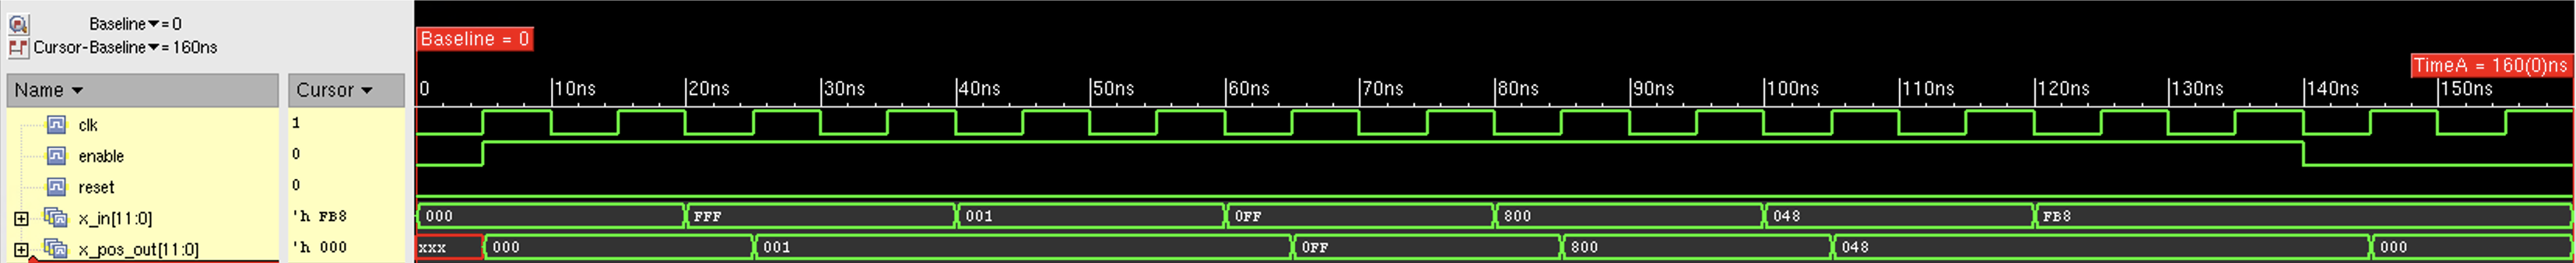 Baseline▼= 0
Cursor-Baseline▼= 160ns
Baseline = 0
TimeA = 160(0)ns
Name ▼ Cursor ▼
0 10ns 20ns 30ns 40ns 50ns 60ns 70ns 80ns 90ns 100ns 110ns 120ns 130ns 140ns 150ns
clk 1
enable 0
reset 0
x_in[11:0] 'h FB8 000 FFF 001 0FF 800 048 FB8
x_pos_out[11:0] 'h 000 xxx 000 001 0FF 800 048 000